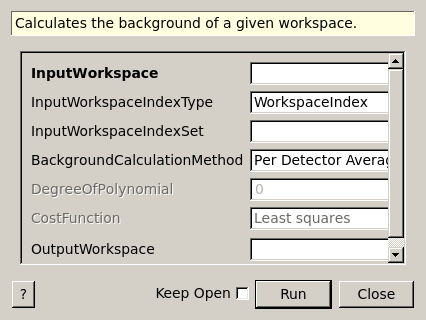 Calculates the background of a given workspace.
InputWorkspace
InputWorkspaceIndexType WorkspaceIndex
InputWorkspaceIndexSet
BackgroundCalculationMethod Per Detector Averag
DegreeOfPolynomial 0
CostFunction Least squares
OutputWorkspace
? Keep Open Run Close